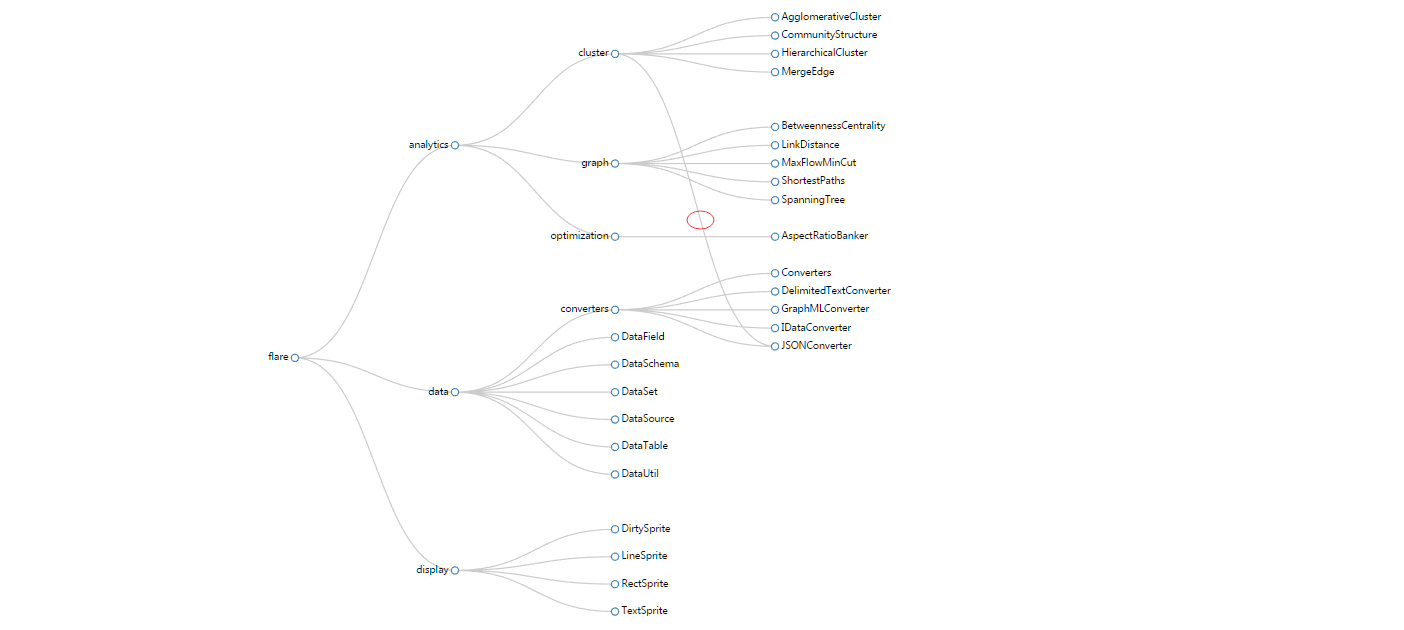 AgglomerativeCluster
CommunityStructure
cluster
HierarchicalCluster
MergeEdge
BetweennessCentrality
analytics
LinkDistance
graph
MaxFlowMinCut
ShortestPaths
SpanningTree
optimization
AspectRatioBanker
Converters
DelimitedTextConverter
converters
GraphMLConverter
IDataConverter
DataField
JSONConverter
flare
DataSchema
data
DataSet
DataSource
DataTable
DataUtil
DirtySprite
LineSprite
display
RectSprite
TextSprite